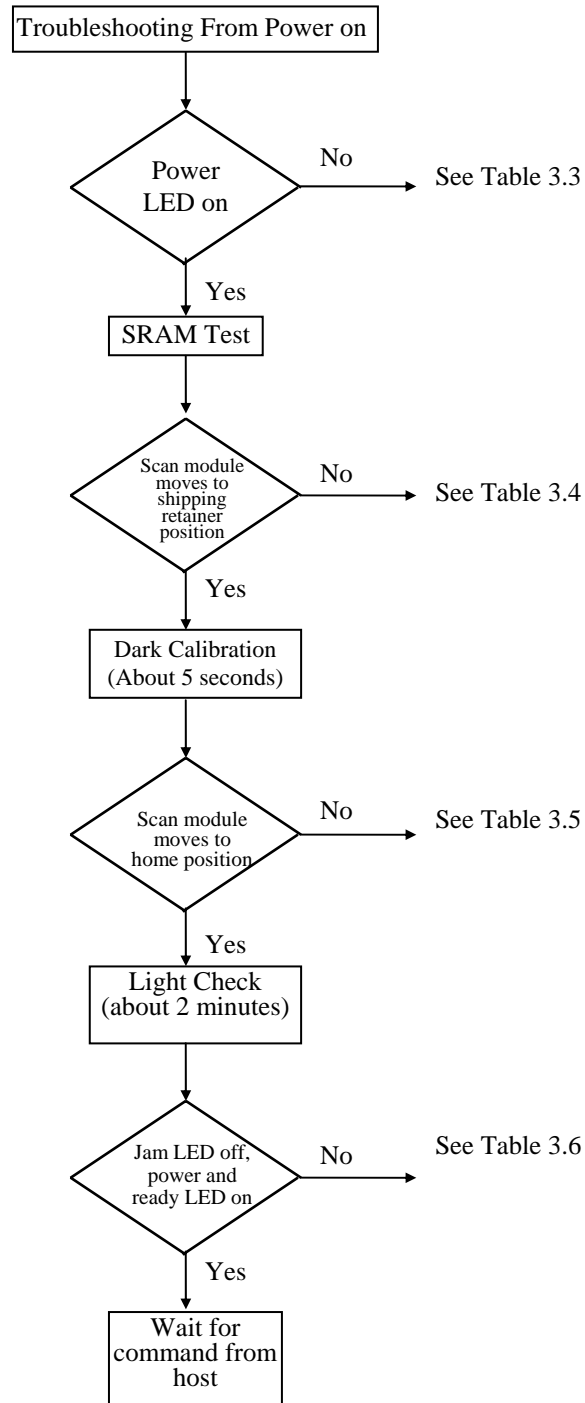 Troubleshooting From Power on
Power
LED on
No
See Table 3.3
Yes
SRAM Test
Scan module
moves to
shipping
retainer
position
No
See Table 3.4
Yes
Dark Calibration
(About 5 seconds)
Scan module
moves to
home position
No
See Table 3.5
Yes
Light Check
(about 2 minutes)
Jam LED off,
power and
ready LED on
No
See Table 3.6
Yes
Wait for
command from
host